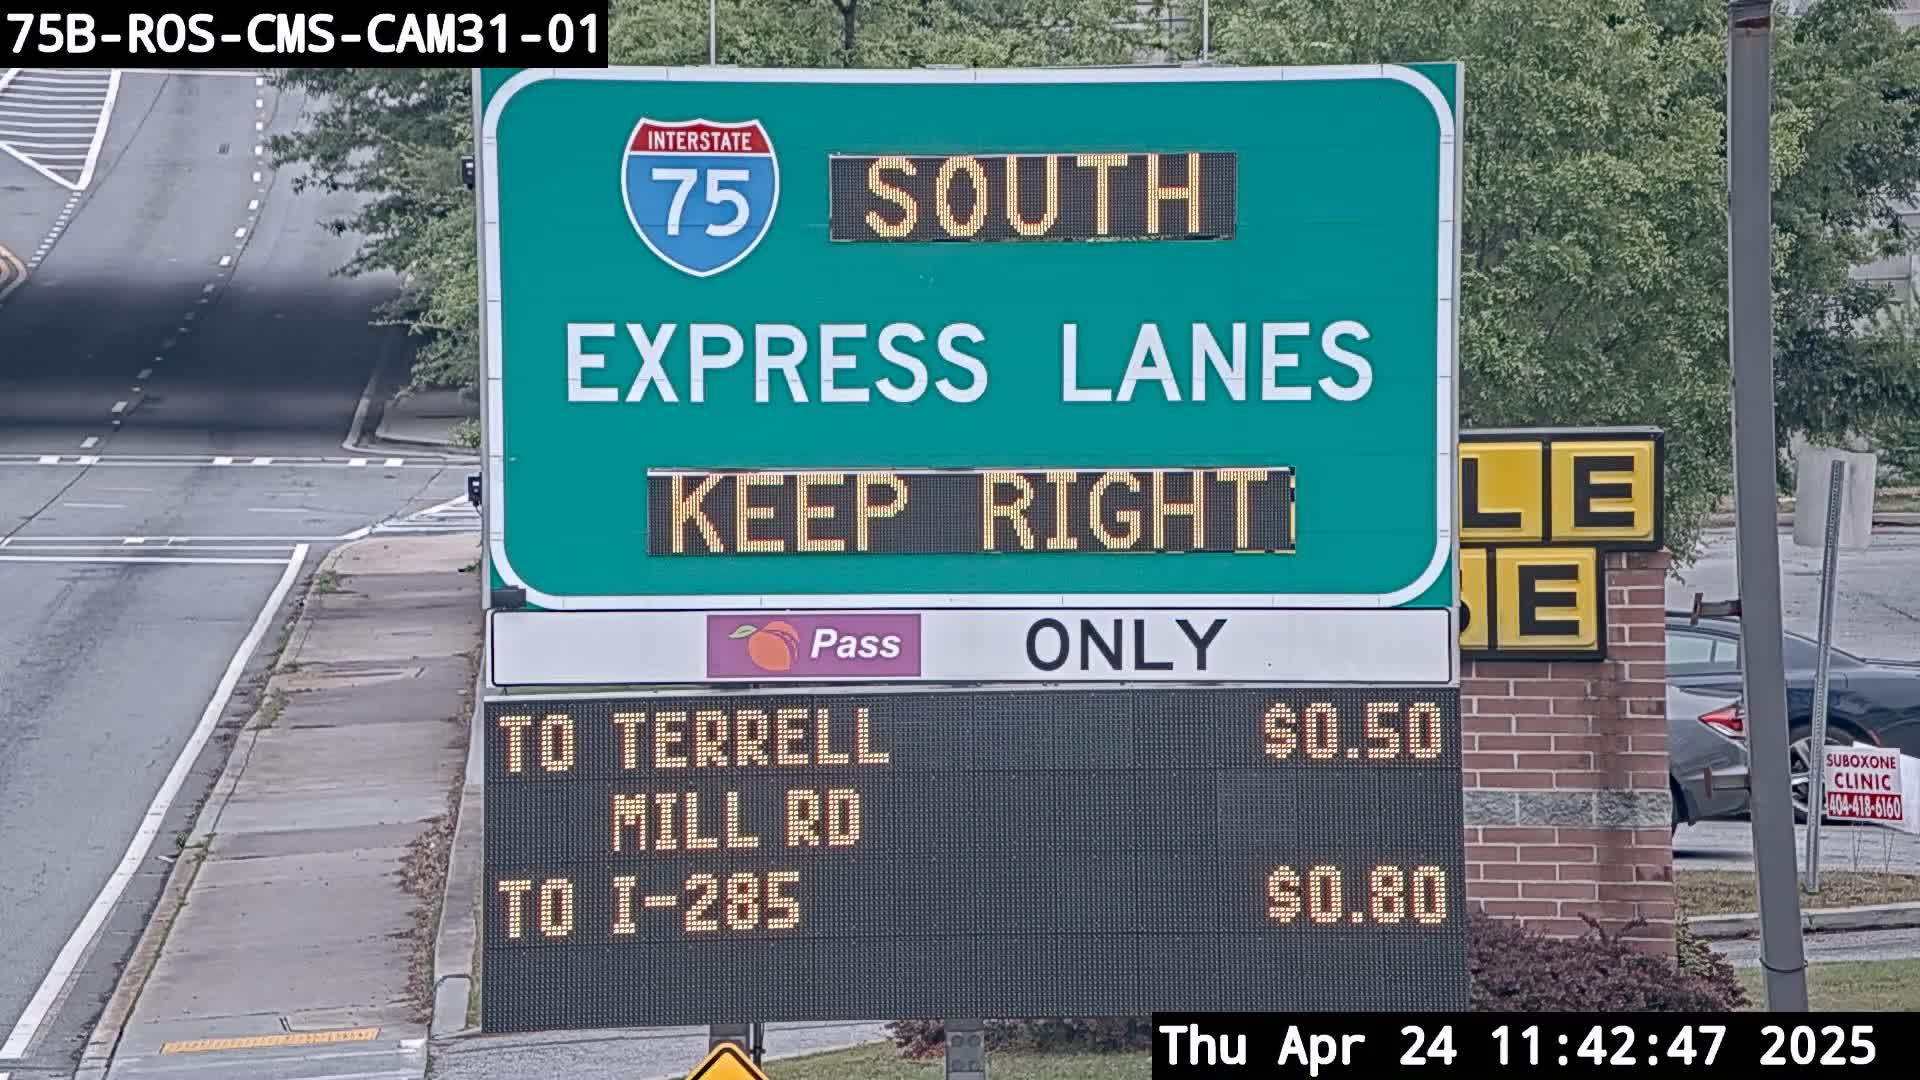 75B-ROS-CMS-CAM31-01
INTERSTATE
75
SOUTH
EXPRESS LANES
KEEP RIGHT
Pass ONLY
TO TERRELL $0.50
MILL RD
TO I-285 $0.80
LE
E
SUBOXONE
CLINIC
404-418-6160
Thu Apr 24 11:42:47 2025